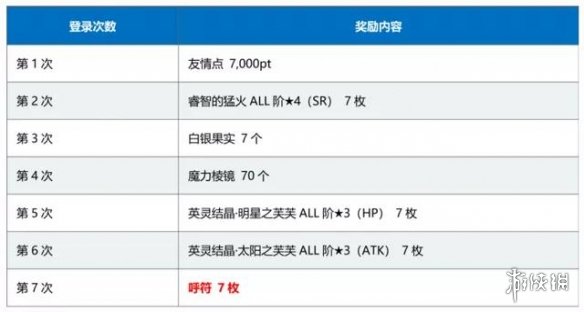 登录次数 奖励内容
第 1 次 友情点 7,000pt
第 2 次 睿智的猛火 ALL 阶★4（SR） 7 枚
第 3 次 白银果实 7 个
第 4 次 魔力棱镜 70 个
第 5 次 英灵结晶·明星之芙芙 ALL 阶★3（HP） 7 枚
第 6 次 英灵结晶·太阳之芙芙 ALL 阶★3（ATK） 7 枚
第 7 次 呼符 7 枚
游侠网